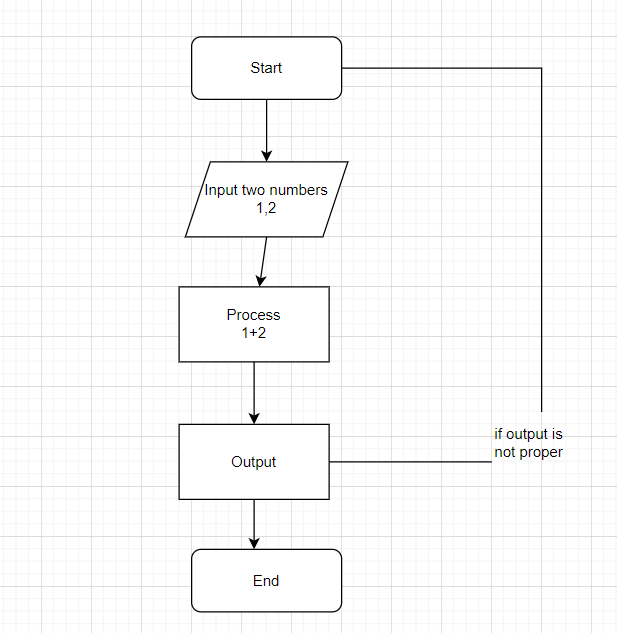 Start
Input two numbers
1,2
Process
1+2
if output is
not proper
Output
End